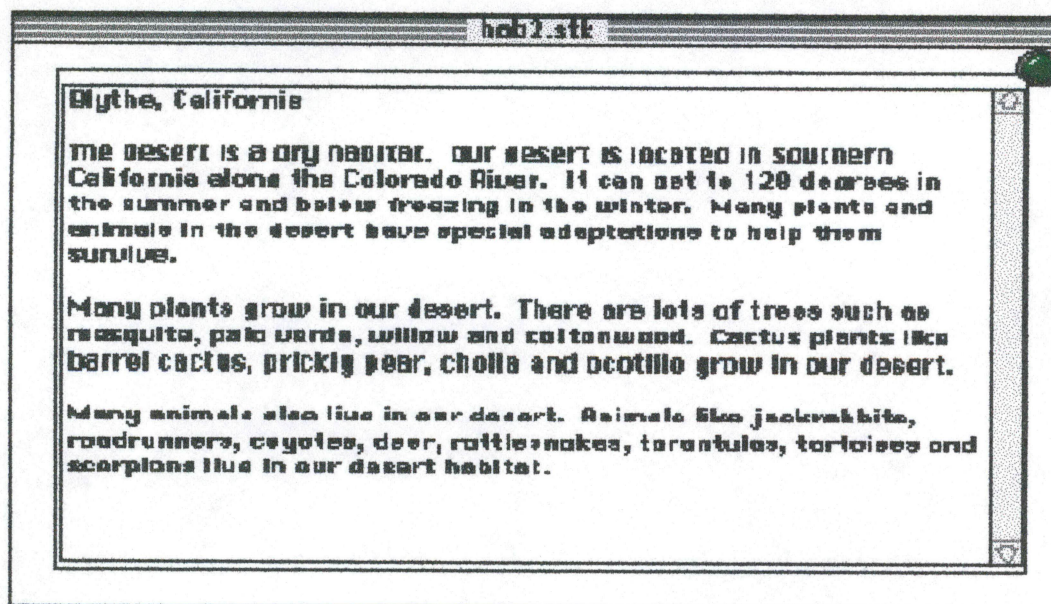 hab2.stk
Blythe, California
The desert is a dry habitat. Our desert is located in southern
California along the Colorado River. It can get to 120 degrees in
the summer and below freezing in the winter. Many plants and
animals in the desert have special adaptations to help them
survive.
Many plants grow in our desert. There are lots of trees such as
mesquite, palo verde, willow and cottonwood. Cactus plants like
barrel cactus, prickly pear, cholla and ocotillo grow in our desert.
Many animals also live in our desert. Animals like jackrabbits,
roadrunners, coyotes, deer, rattlesnakes, tarantulas, tortoises and
scorpions live in our desert habitat.